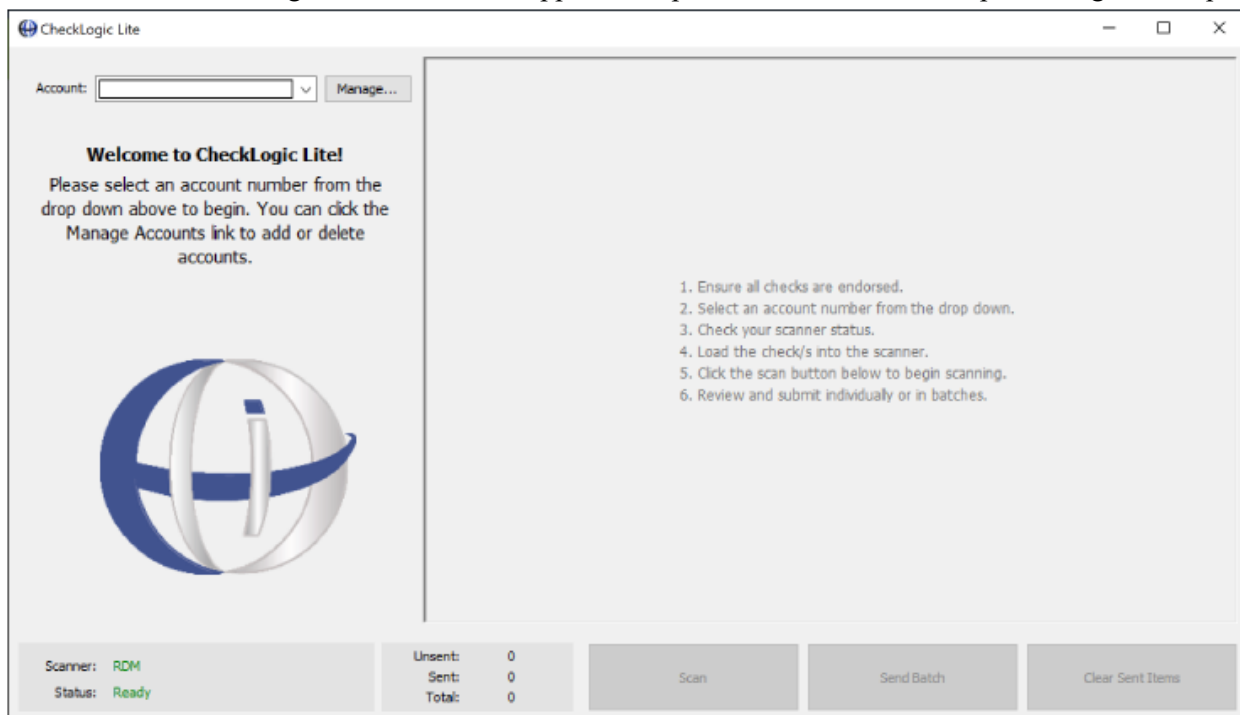 CheckLogic Lite
Account:
Manage...
Welcome to CheckLogic Lite!
Please select an account number from the
drop down above to begin. You can click the
Manage Accounts link to add or delete
accounts.
1. Ensure all checks are endorsed.
2. Select an account number from the drop down.
3. Check your scanner status.
4. Load the check/s into the scanner.
5. Click the scan button below to begin scanning.
6. Review and submit individually or in batches.
Scanner: RDM
Status: Ready
Unsent: 0
Sent: 0
Total: 0
Scan
Send Batch
Clear Sent Items